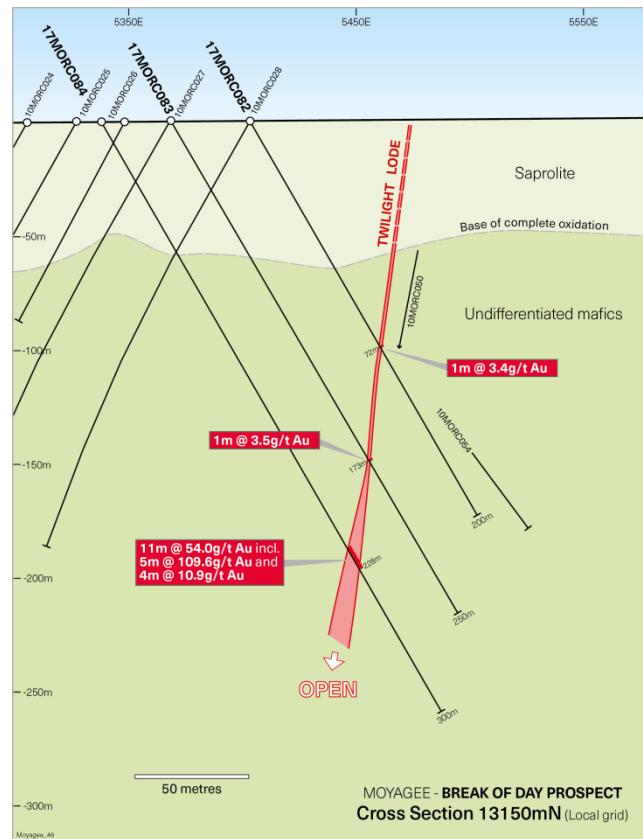 5350E
5450E
5550E
10MORC024
17MORC084
10MORC025
10MORC026
17MORC083
10MORC027
17MORC082
10MORC028
TWILIGHT LODE
Saprolite
Base of complete oxidation
-50m
10MORC050
Undifferentiated mafics
72m
-100m
1m @ 3.4g/t Au
1m @ 3.5g/t Au
10MORC054
-150m
173m
200m
11m @ 54.0g/t Au incl.
5m @ 109.6g/t Au and
4m @ 10.9g/t Au
228m
-200m
250m
OPEN
-250m
300m
50 metres
MOYAGEE - BREAK OF DAY PROSPECT
Cross Section 13150mN (Local grid)
-300m
Moyagee_46